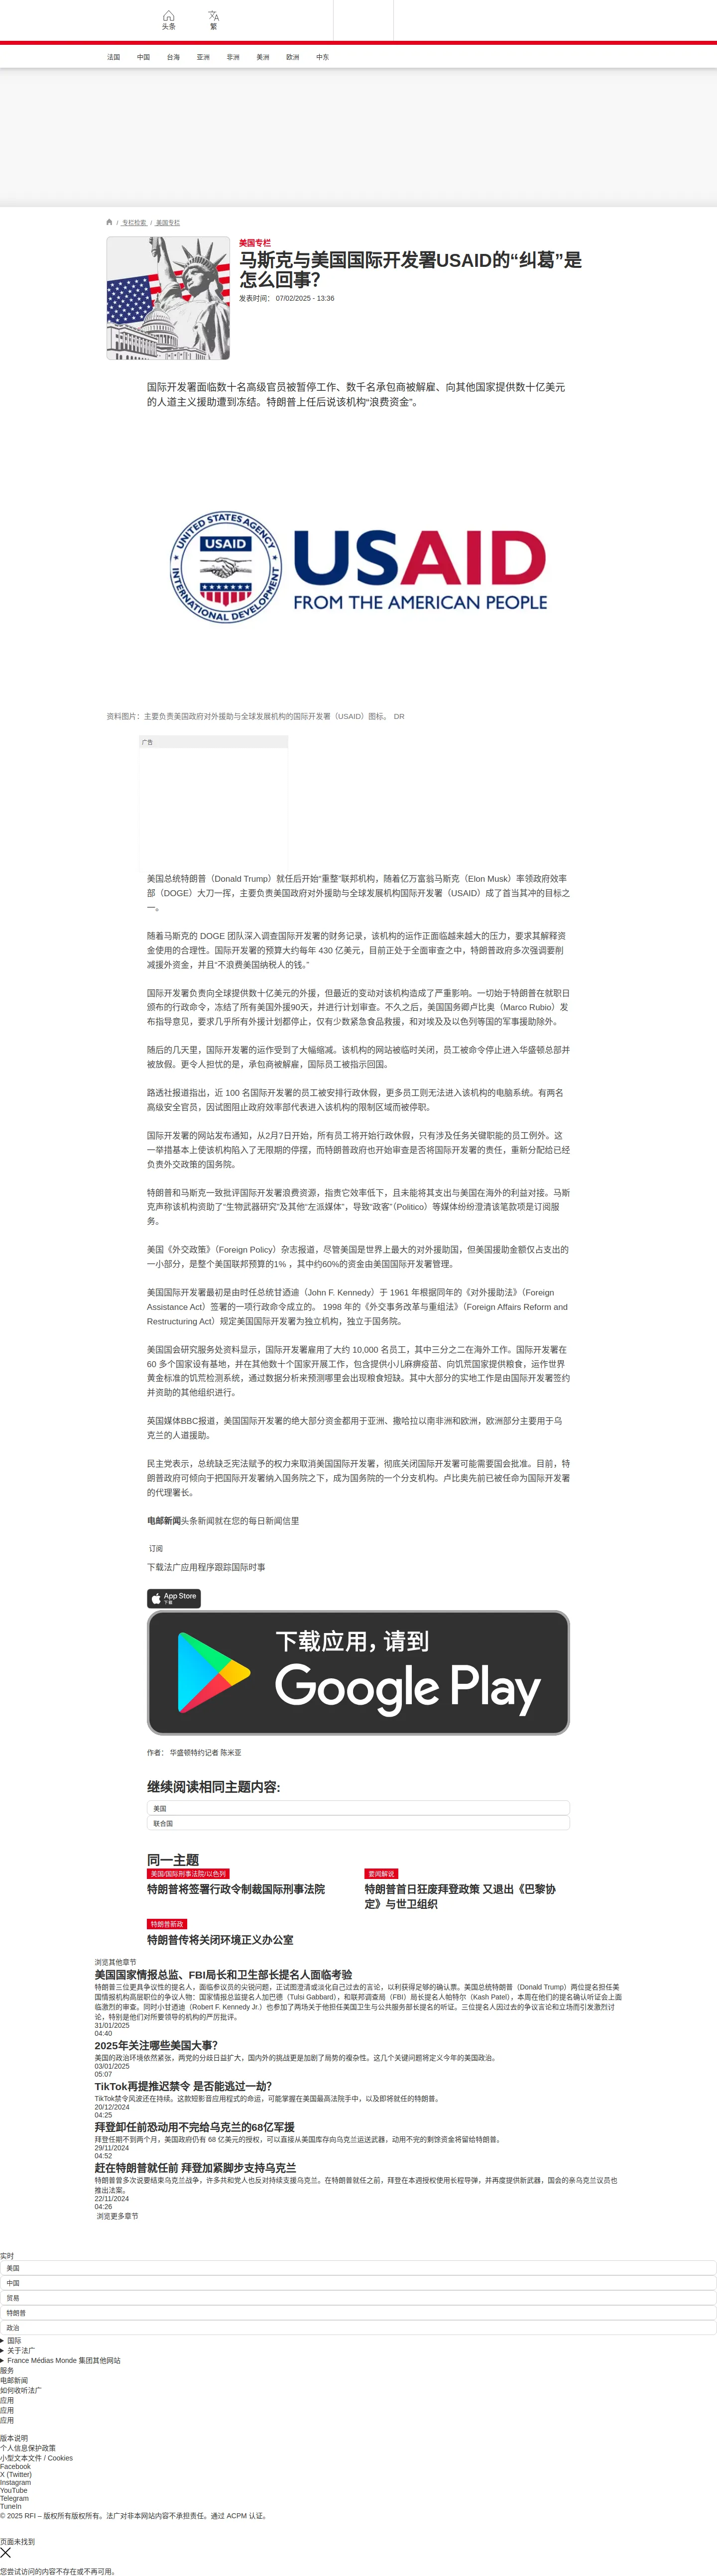 头条
繁
法国 中国 台海 亚洲 非洲 美洲 欧洲 中东
/ 专栏检索 / 美国专栏
美国专栏
马斯克与美国国际开发署USAID的“纠葛”是
怎么回事?
发表时间： 07/02/2025 - 13:36
国际开发署面临数十名高级官员被暂停工作、数千名承包商被解雇、向其他国家提供数十亿美元
的人道主义援助遭到冻结。特朗普上任后说该机构“浪费资金”。
UNITED STATES AGENCY
USAID
INTERNATIONAL DEVELOPMENT
USAID
FROM THE AMERICAN PEOPLE
资料图片：主要负责美国政府对外援助与全球发展机构的国际开发署（USAID）图标。 DR
广告
美国总统特朗普（Donald Trump）就任后开始“重整”联邦机构，随着亿万富翁马斯克（Elon Musk）率领政府效率
部（DOGE）大刀一挥，主要负责美国政府对外援助与全球发展机构国际开发署（USAID）成了首当其冲的目标之
一。
随着马斯克的 DOGE 团队深入调查国际开发署的财务记录，该机构的运作正面临越来越大的压力，要求其解释资
金使用的合理性。国际开发署的预算大约每年 430 亿美元，目前正处于全面审查之中，特朗普政府多次强调要削
减援外资金，并且“不浪费美国纳税人的钱。”
国际开发署负责向全球提供数十亿美元的外援，但最近的变动对该机构造成了严重影响。一切始于特朗普在就职日
颁布的行政命令，冻结了所有美国外援90天，并进行计划审查。不久之后，美国国务卿卢比奥（Marco Rubio）发
布指导意见，要求几乎所有外援计划都停止，仅有少数紧急食品救援，和对埃及及以色列等国的军事援助除外。
随后的几天里，国际开发署的运作受到了大幅缩减。该机构的网站被临时关闭，员工被命令停止进入华盛顿总部并
被放假。更令人担忧的是，承包商被解雇，国际员工被指示回国。
路透社报道指出，近 100 名国际开发署的员工被安排行政休假，更多员工则无法进入该机构的电脑系统。有两名
高级安全官员，因试图阻止政府效率部代表进入该机构的限制区域而被停职。
国际开发署的网站发布通知，从2月7日开始，所有员工将开始行政休假，只有涉及任务关键职能的员工例外。这
一举措基本上使该机构陷入了无限期的停摆，而特朗普政府也开始审查是否将国际开发署的责任，重新分配给已经
负责外交政策的国务院。
特朗普和马斯克一致批评国际开发署浪费资源，指责它效率低下，且未能将其支出与美国在海外的利益对接。马斯
克声称该机构资助了“生物武器研究”及其他“左派媒体”，导致“政客”（Politico）等媒体纷纷澄清该笔款项是订阅服
务。
美国《外交政策》（Foreign Policy）杂志报道，尽管美国是世界上最大的对外援助国，但美国援助金额仅占支出的
一小部分，是整个美国联邦预算的1%，其中约60%的资金由美国国际开发署管理。
美国国际开发署最初是由时任总统甘迺迪（John F. Kennedy）于 1961 年根据同年的《对外援助法》（Foreign
Assistance Act）签署的一项行政命令成立的。 1998 年的《外交事务改革与重组法》（Foreign Affairs Reform and
Restructuring Act）规定美国国际开发署为独立机构，独立于国务院。
美国国会研究服务处资料显示，国际开发署雇用了大约 10,000 名员工，其中三分之二在海外工作。国际开发署在
60 多个国家设有基地，并在其他数十个国家开展工作，包含提供小儿麻痹疫苗、向饥荒国家提供粮食，运作世界
黄金标准的饥荒检测系统，通过数据分析来预测哪里会出现粮食短缺。其中大部分的实地工作是由国际开发署签约
并资助的其他组织进行。
英国媒体BBC报道，美国国际开发署的绝大部分资金都用于亚洲、撒哈拉以南非洲和欧洲，欧洲部分主要用于乌
克兰的人道援助。
民主党表示，总统缺乏宪法赋予的权力来取消美国国际开发署，彻底关闭国际开发署可能需要国会批准。目前，特
朗普政府可倾向于把国际开发署纳入国务院之下，成为国务院的一个分支机构。卢比奥先前已被任命为国际开发署
的代理署长。
电邮新闻头条新闻就在您的每日新闻信里
订阅
下载法广应用程序跟踪国际时事
App Store
下载
下载应用，请到
Google Play
作者： 华盛顿特约记者 陈米亚
继续阅读相同主题内容:
美国
联合国
同一主题
美国/国际刑事法院/以色列
特朗普将签署行政令制裁国际刑事法院
要闻解说
特朗普首日狂废拜登政策 又退出《巴黎协
定》与世卫组织
特朗普新政
特朗普传将关闭环境正义办公室
浏览其他章节
美国国家情报总监、FBI局长和卫生部长提名人面临考验
特朗普三位更具争议性的提名人，面临参议员的尖锐问题，正试图澄清或淡化自己过去的言论，以利获得足够的确认票。美国总统特朗普（Donald Trump）两位提名担任美
国情报机构高层职位的争议人物：国家情报总监提名人加巴德（Tulsi Gabbard），和联邦调查局（FBI）局长提名人帕特尔（Kash Patel），本周在他们的提名确认听证会上面
临激烈的审查。同时小甘迺迪（Robert F. Kennedy Jr.）也参加了两场关于他担任美国卫生与公共服务部长提名的听证。三位提名人因过去的争议言论和立场而引发激烈讨
论，特别是他们对所要领导的机构的严厉批评。
31/01/2025
04:40
2025年关注哪些美国大事?
美国的政治环境依然紧张，两党的分歧日益扩大，国内外的挑战更是加剧了局势的複杂性。这几个关键问题将定义今年的美国政治。
03/01/2025
05:07
TikTok再提推迟禁令 是否能逃过一劫?
TikTok禁令风波还在持续。这款短影音应用程式的命运，可能掌握在美国最高法院手中，以及即将就任的特朗普。
20/12/2024
04:25
拜登卸任前恐动用不完给乌克兰的68亿军援
拜登任期不到两个月，美国政府仍有 68 亿美元的授权，可以直接从美国库存向乌克兰运送武器，动用不完的剩馀资金将留给特朗普。
29/11/2024
04:52
赶在特朗普就任前 拜登加紧脚步支持乌克兰
特朗普曾多次说要结束乌克兰战争，许多共和党人也反对持续支援乌克兰。在特朗普就任之前，拜登在本週授权使用长程导弹，并再度提供新武器，国会的亲乌克兰议员也
推出法案。
22/11/2024
04:26
浏览更多章节
实时
美国
中国
贸易
特朗普
政治
国际
关于法广
France Médias Monde 集团其他网站
服务
电邮新闻
如何收听法广
应用
应用
应用
版本说明
个人信息保护政策
小型文本文件 / Cookies
Facebook
X (Twitter)
Instagram
YouTube
Telegram
TuneIn
© 2025 RFI – 版权所有版权所有。法广对非本网站内容不承担责任。通过 ACPM 认证。
页面未找到
您尝试访问的内容不存在或不再可用。